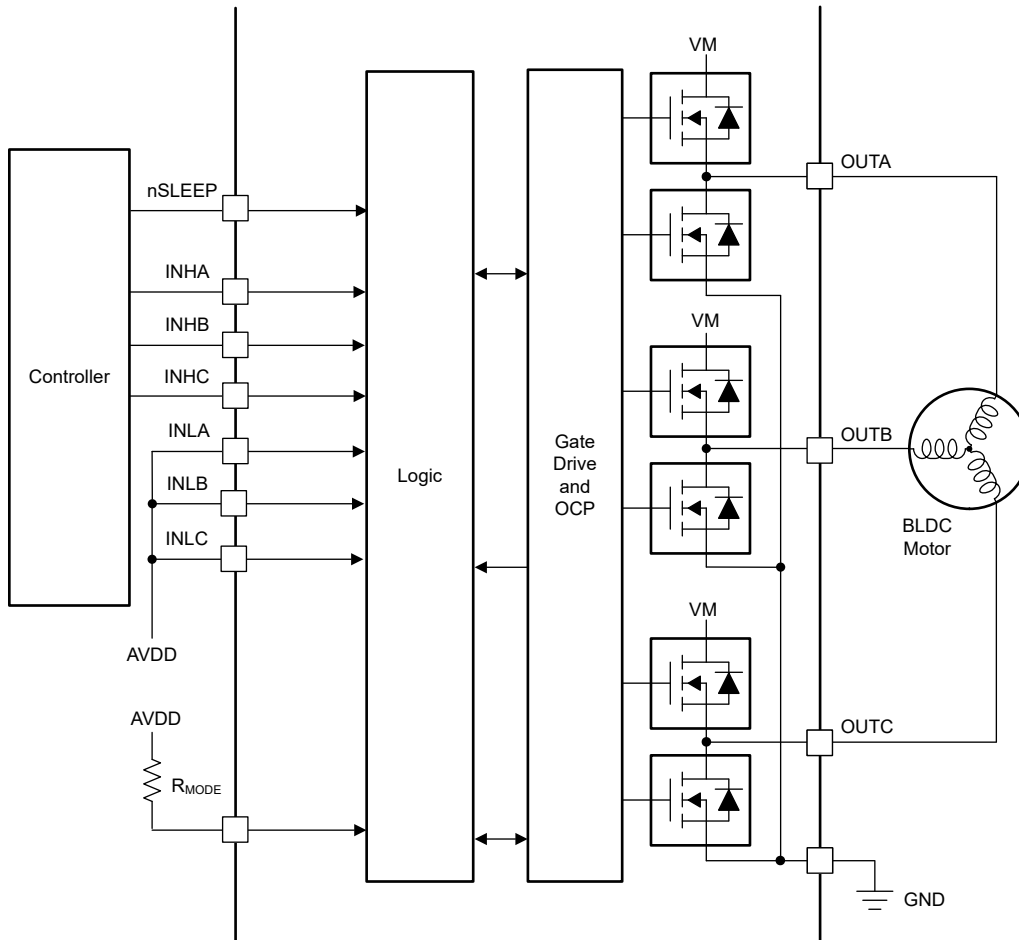 VM
OUTA
nSLEEP
INHA
INHB
INHC
INLA
INLB
INLC
Controller
AVDD
AVDD
RMODE
Logic
Gate
Drive
and
OCP
VM
OUTB
BLDC
Motor
VM
OUTC
GND